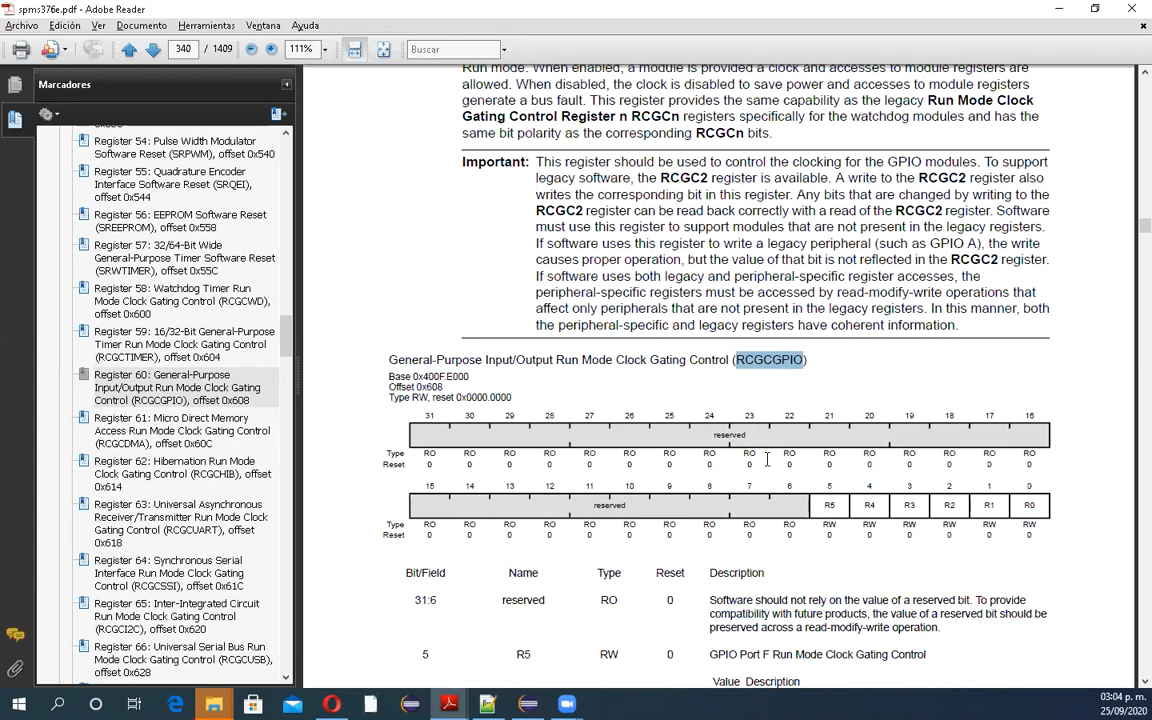 spms376e.pdf - Adobe Reader
Archivo Edición Ver Documento Herramientas Ventana Ayuda
340 / 1409 111% Buscar
Marcadores
Register 54: Pulse Width Modulator
Software Reset (SRPWM), offset 0x540
Register 55: Quadrature Encoder
Interface Software Reset (SRQEI),
offset 0x544
Register 56: EEPROM Software Reset
(SREEPROM), offset 0x558
Register 57: 32/64-Bit Wide
General-Purpose Timer Software Reset
(SRWTIMER), offset 0x55C
Register 58: Watchdog Timer Run
Mode Clock Gating Control (RCGCWD),
offset 0x600
Register 59: 16/32-Bit General-Purpose
Timer Run Mode Clock Gating Control
(RCGCTIMER), offset 0x604
Register 60: General-Purpose
Input/Output Run Mode Clock Gating
Control (RCGCGPIO), offset 0x608
Register 61: Micro Direct Memory
Access Run Mode Clock Gating Control
(RCGCDMA), offset 0x60C
Register 62: Hibernation Run Mode
Clock Gating Control (RCGCHIB), offset
0x614
Register 63: Universal Asynchronous
Receiver/Transmitter Run Mode Clock
Gating Control (RCGCUART), offset
0x618
Register 64: Synchronous Serial
Interface Run Mode Clock Gating
Control (RCGCSSI), offset 0x61C
Register 65: Inter-Integrated Circuit
Run Mode Clock Gating Control
(RCGCI2C), offset 0x620
Register 66: Universal Serial Bus Run
Mode Clock Gating Control (RCGCUSB),
offset 0x628
Run mode. When enabled, a module is provided a clock and accesses to module registers are
allowed. When disabled, the clock is disabled to save power and accesses to module registers
generate a bus fault. This register provides the same capability as the legacy Run Mode Clock
Gating Control Register n RCGCn registers specifically for the watchdog modules and has the
same bit polarity as the corresponding RCGCn bits.
Important: This register should be used to control the clocking for the GPIO modules. To support
legacy software, the RCGC2 register is available. A write to the RCGC2 register also
writes the corresponding bit in this register. Any bits that are changed by writing to the
RCGC2 register can be read back correctly with a read of the RCGC2 register. Software
must use this register to support modules that are not present in the legacy registers.
If software uses this register to write a legacy peripheral (such as GPIO A), the write
causes proper operation, but the value of that bit is not reflected in the RCGC2 register.
If software uses both legacy and peripheral-specific register accesses, the
peripheral-specific registers must be accessed by read-modify-write operations that
affect only peripherals that are not present in the legacy registers. In this manner, both
the peripheral-specific and legacy registers have coherent information.
General-Purpose Input/Output Run Mode Clock Gating Control (RCGCGPIO)
Base 0x400F.E000
Offset 0x608
Type RW, reset 0x0000.0000
31 30 29 28 27 26 25 24 23 22 21 20 19 18 17 16
reserved
Type RO RO RO RO RO RO RO RO RO RO RO RO RO RO RO RO
Reset 0 0 0 0 0 0 0 0 0 0 0 0 0 0 0 0
15 14 13 12 11 10 9 8 7 6 5 4 3 2 1 0
reserved R5 R4 R3 R2 R1 R0
Type RO RO RO RO RO RO RO RO RO RO RW RW RW RW RW RW
Reset 0 0 0 0 0 0 0 0 0 0 0 0 0 0 0 0
Bit/Field Name Type Reset Description
31:6 reserved RO 0 Software should not rely on the value of a reserved bit. To provide
compatibility with future products, the value of a reserved bit should be
preserved across a read-modify-write operation.
5 R5 RW 0 GPIO Port F Run Mode Clock Gating Control
Value Description
03:04 p. m.
25/09/2020